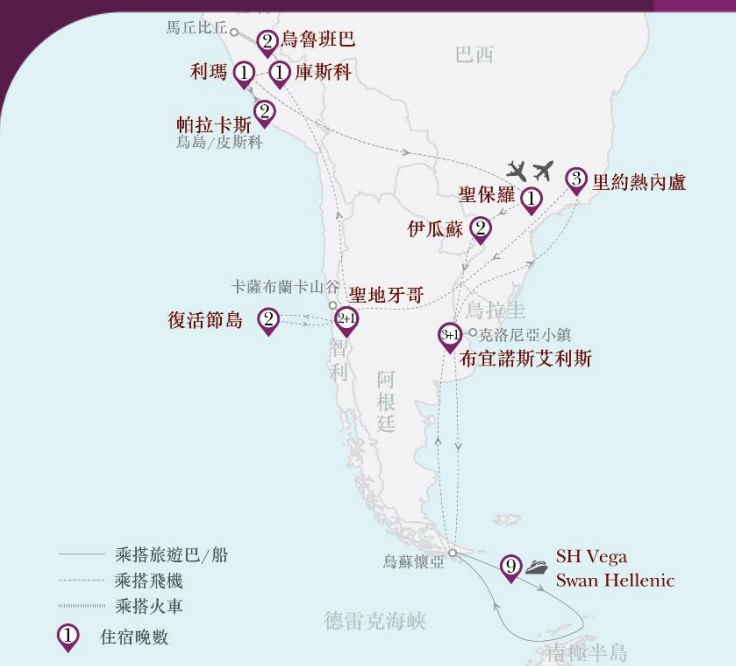 馬丘比丘
2
烏魯班巴
巴西
利瑪
1
1
庫斯科
2
帕拉卡斯
鳥島/皮斯科
3
里約熱內盧
聖保羅
1
伊瓜蘇
2
卡薩布蘭卡山谷
聖地牙哥
復活節島
2
2+1
烏拉圭
3+1
克洛尼亞小鎮
布宜諾斯艾利斯
智利
阿根廷
烏蘇懷亞
9
SH Vega
Swan Hellenic
乘搭旅遊巴/船
乘搭飛機
乘搭火車
1
住宿晚數
德雷克海峽
南極半島